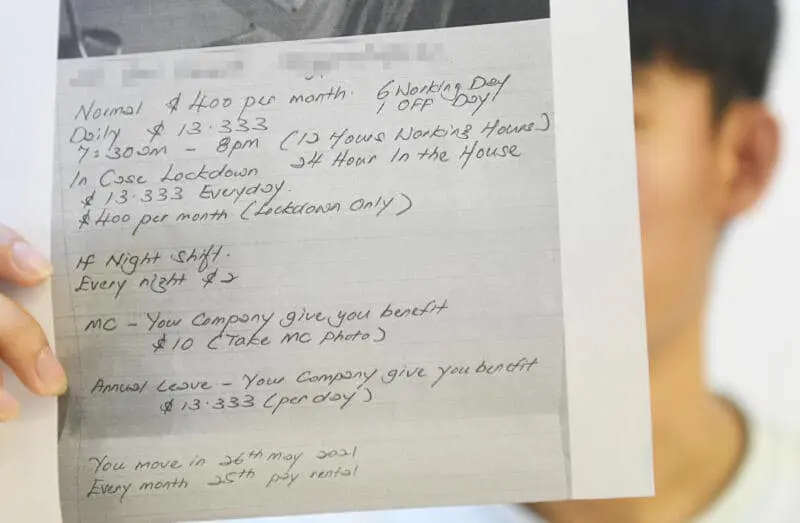 Normal $400 per month. 6 Working Day
1 OFF Day
Daily $13.333
7:30am - 8pm (12 Hours Working Hours)
In Case Lockdown 24 Hour In the House
$13.333 Everyday.
$400 per month (Lockdown Only)
If Night Shift.
Every night $2
MC - Your Company give you benefit
$10 (Take MC Photo)
Annual Leave - Your Company give you benefit
$13.333 (per day)
You move in 26th may 2021
Every month 25th pay rental